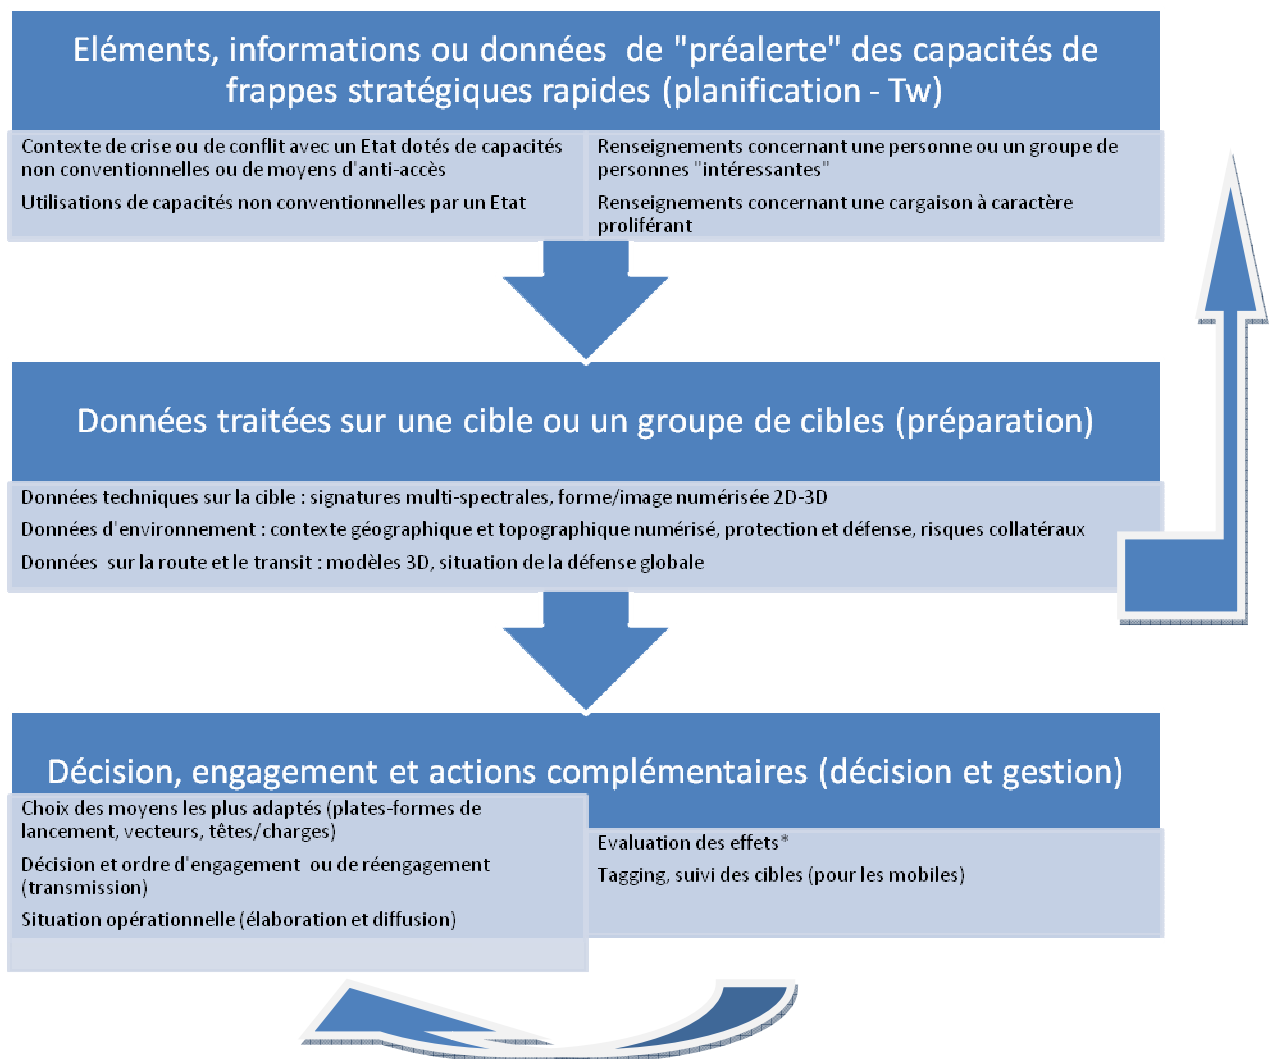 Eléments, informations ou données de "préalerte" des capacités de
frappes stratégiques rapides (planification - Tw)
Contexte de crise ou de conflit avec un Etat dotés de capacités
non conventionnelles ou de moyens d'anti-accès
Utilisations de capacités non conventionnelles par un Etat
Renseignements concernant une personne ou un groupe de
personnes "intéressantes"
Renseignements concernant une cargaison à caractère
proliférant
Données traitées sur une cible ou un groupe de cibles (préparation)
Données techniques sur la cible : signatures multi-spectrales, forme/image numérisée 2D-3D
Données d'environnement : contexte géographique et topographique numérisé, protection et défense, risques collatéraux
Données sur la route et le transit : modèles 3D, situation de la défense globale
Décision, engagement et actions complémentaires (décision et gestion)
Choix des moyens les plus adaptés (plates-formes de
lancement, vecteurs, têtes/charges)
Décision et ordre d'engagement ou de réengagement
(transmission)
Situation opérationnelle (élaboration et diffusion)
Evaluation des effets*
Tagging, suivi des cibles (pour les mobiles)